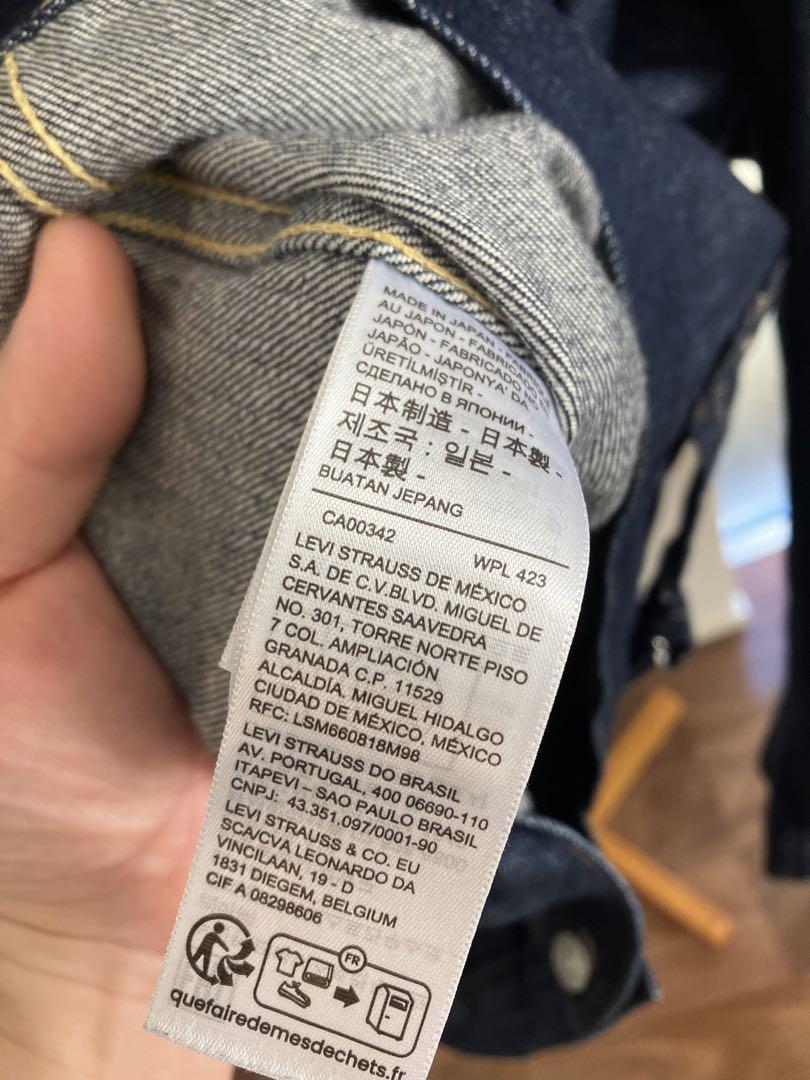 MADE IN JAPAN -
AU JAPON - FABRICADO
JAPÓN - FABRICADO NO
JAPÃO - JAPONYA' DA
ÜRETİLMİŞTİR -
СДЕЛАНО В ЯПОНИИ -
日本制造 - 日本製 -
제조국 : 일본 -
日本製 -
BUATAN JEPANG
CA00342 WPL 423
LEVI STRAUSS DE MÉXICO
S.A. DE C.V.BLVD. MIGUEL DE
CERVANTES SAAVEDRA
NO. 301, TORRE NORTE PISO
7 COL. AMPLIACIÓN
GRANADA C.P. 11529
ALCALDÍA. MIGUEL HIDALGO
CIUDAD DE MÉXICO, MÉXICO
RFC: LSM660818M98
LEVI STRAUSS DO BRASIL
AV. PORTUGAL, 400 06690-110
ITAPEVI – SAO PAULO BRASIL
CNPJ: 43.351.097/0001-90
LEVI STRAUSS & CO. EU
SCA/CVA LEONARDO DA
VINCILAAN, 19 - D
1831 DIEGEM, BELGIUM
CIF A 08298606
FR
quefairedemesdechets.fr